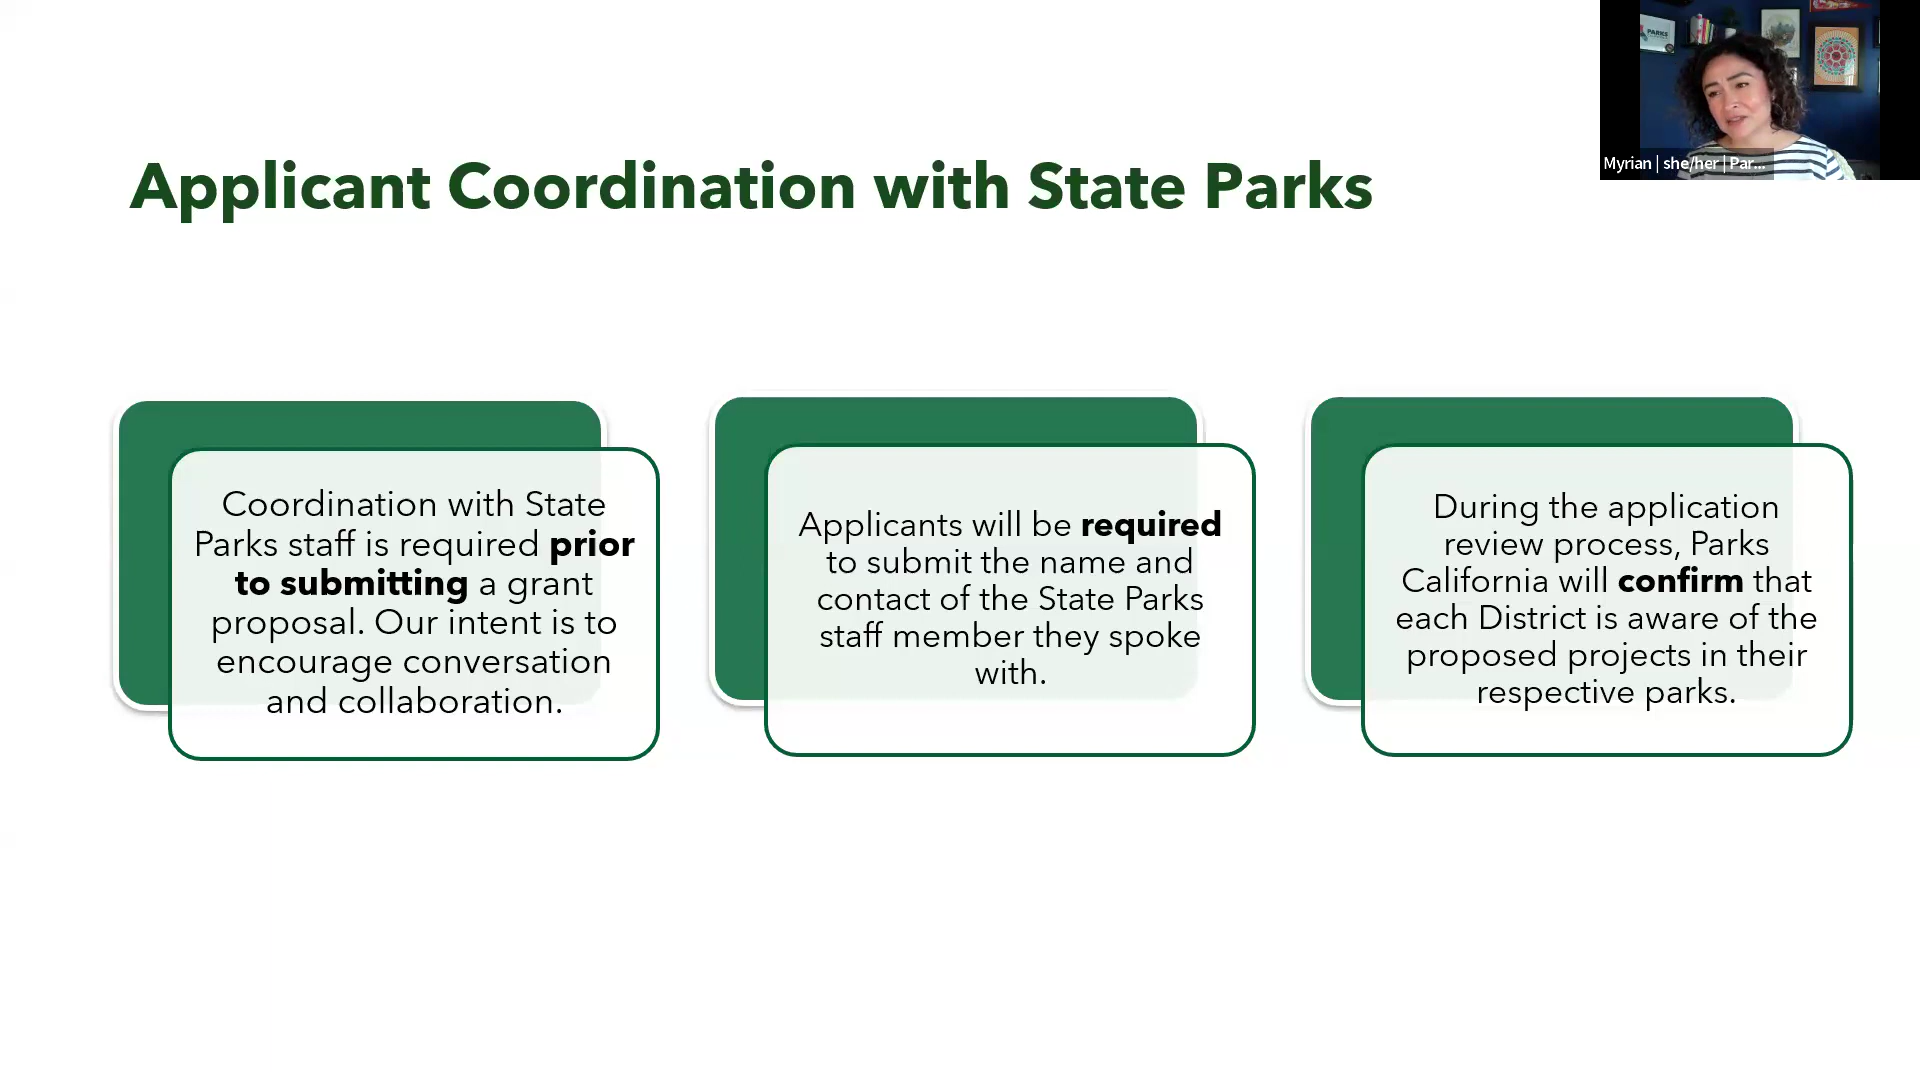 Applicant Coordination with State Parks
PARKS
Myrian | she/her | Par...
Coordination with State
Parks staff is required prior
to submitting a grant
proposal. Our intent is to
encourage conversation
and collaboration.
Applicants will be required
to submit the name and
contact of the State Parks
staff member they spoke
with.
During the application
review process, Parks
California will confirm that
each District is aware of the
proposed projects in their
respective parks.